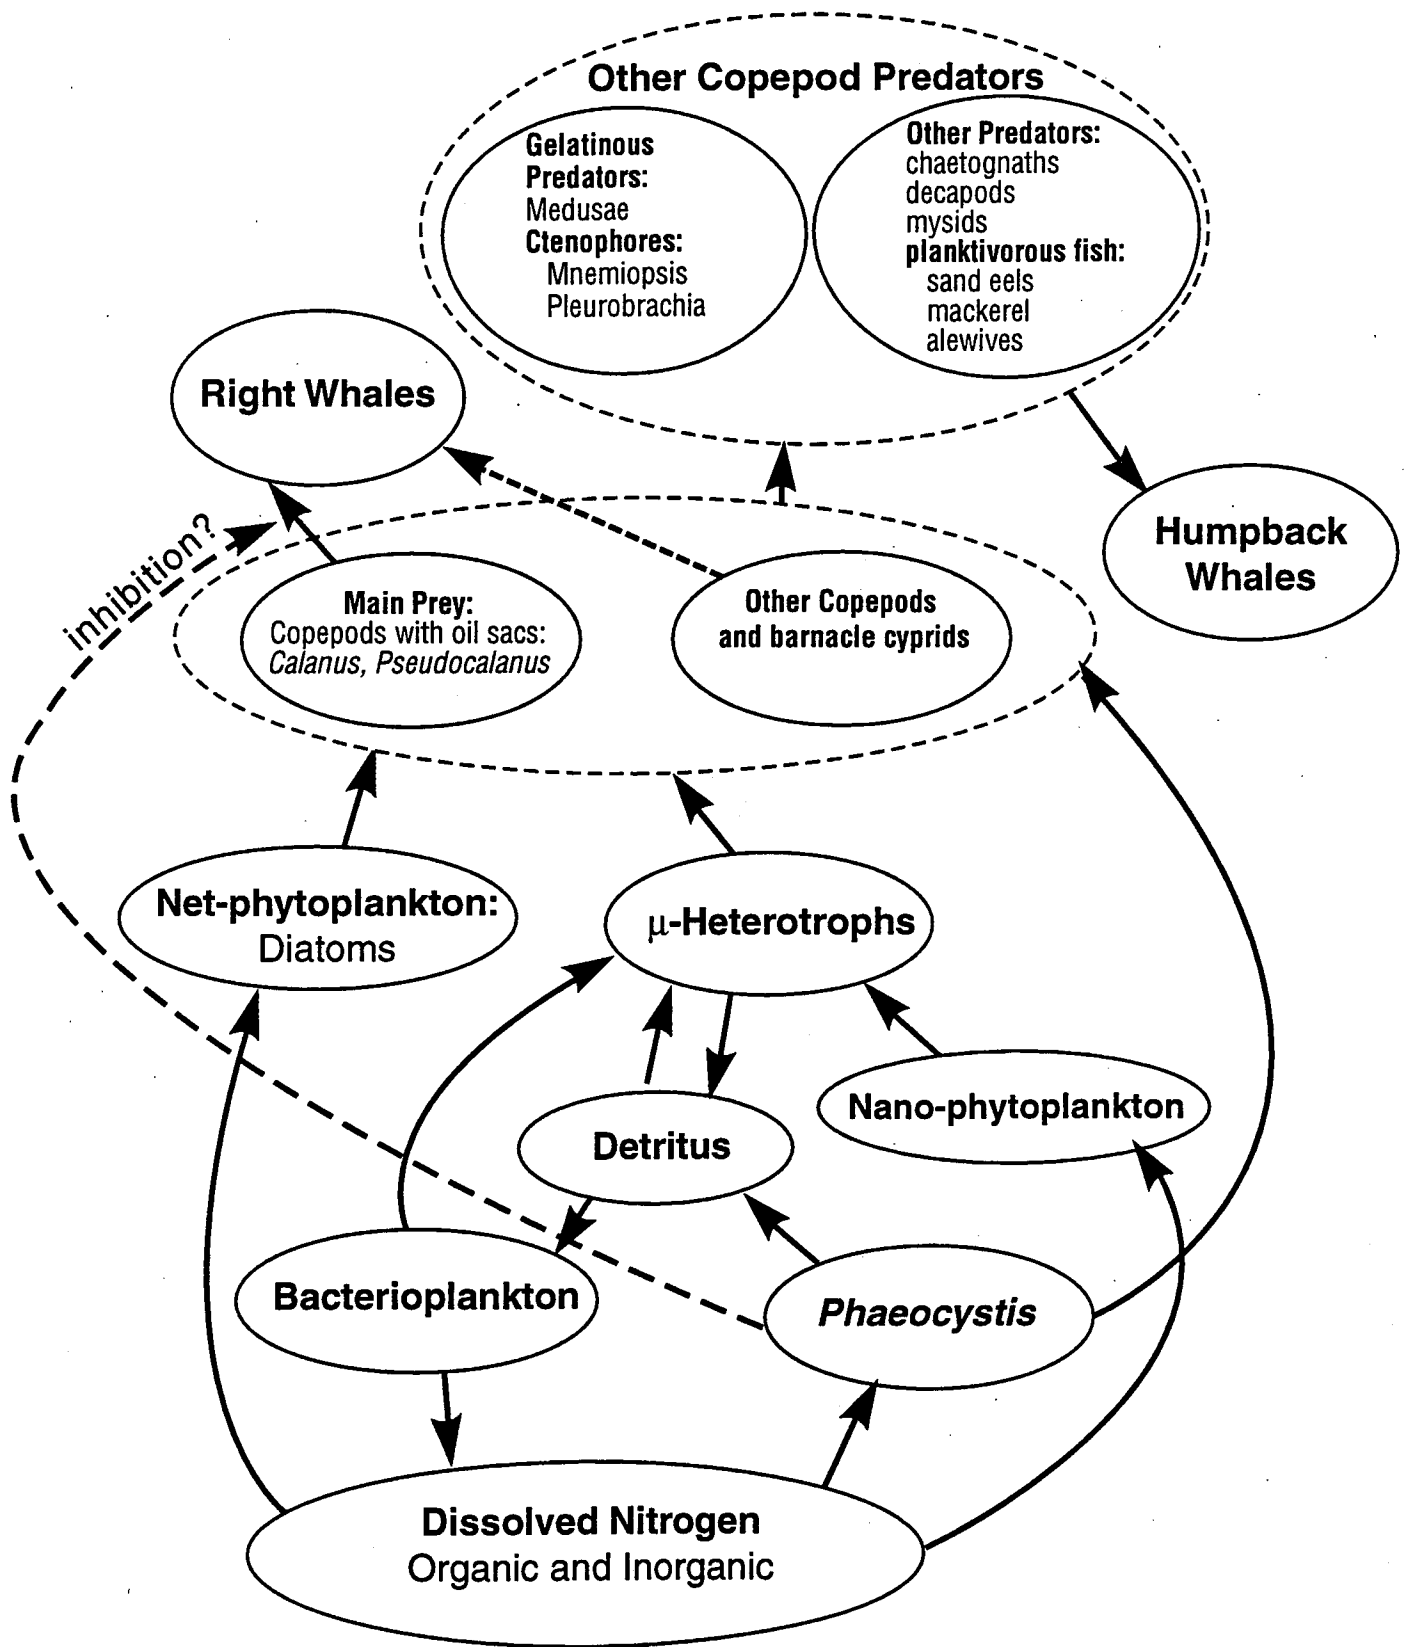 Other Copepod Predators
Gelatinous
Predators:
Medusae
Ctenophores:
Mnemiopsis
Pleurobrachia
Other Predators:
chaetognaths
decapods
mysids
planktivorous fish:
sand eels
mackerel
alewives
Right Whales
Humpback
Whales
inhibition?
Main Prey:
Copepods with oil sacs:
Calanus, Pseudocalanus
Other Copepods
and barnacle cyprids
Net-phytoplankton:
Diatoms
μ-Heterotrophs
Nano-phytoplankton
Detritus
Bacterioplankton
Phaeocystis
Dissolved Nitrogen
Organic and Inorganic